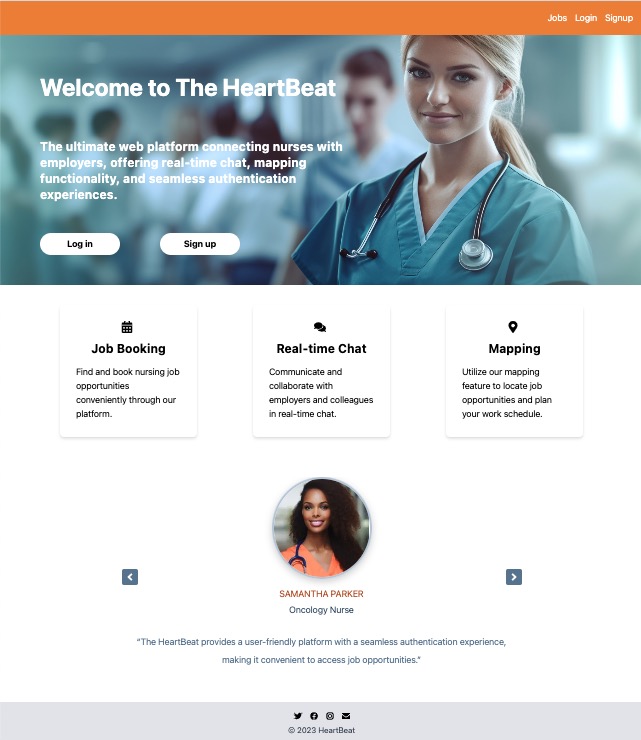 Jobs Login Signup
Welcome to The HeartBeat
The ultimate web platform connecting nurses with
employers, offering real-time chat, mapping
functionality, and seamless authentication
experiences.
Log in
Sign up
Job Booking
Find and book nursing job
opportunities
conveniently through our
platform.
Real-time Chat
Communicate and
collaborate with
employers and colleagues
in real-time chat.
Mapping
Utilize our mapping
feature to locate job
opportunities and plan
your work schedule.
SAMANTHA PARKER
Oncology Nurse
“The HeartBeat provides a user-friendly platform with a seamless authentication experience,
making it convenient to access job opportunities.”
© 2023 HeartBeat